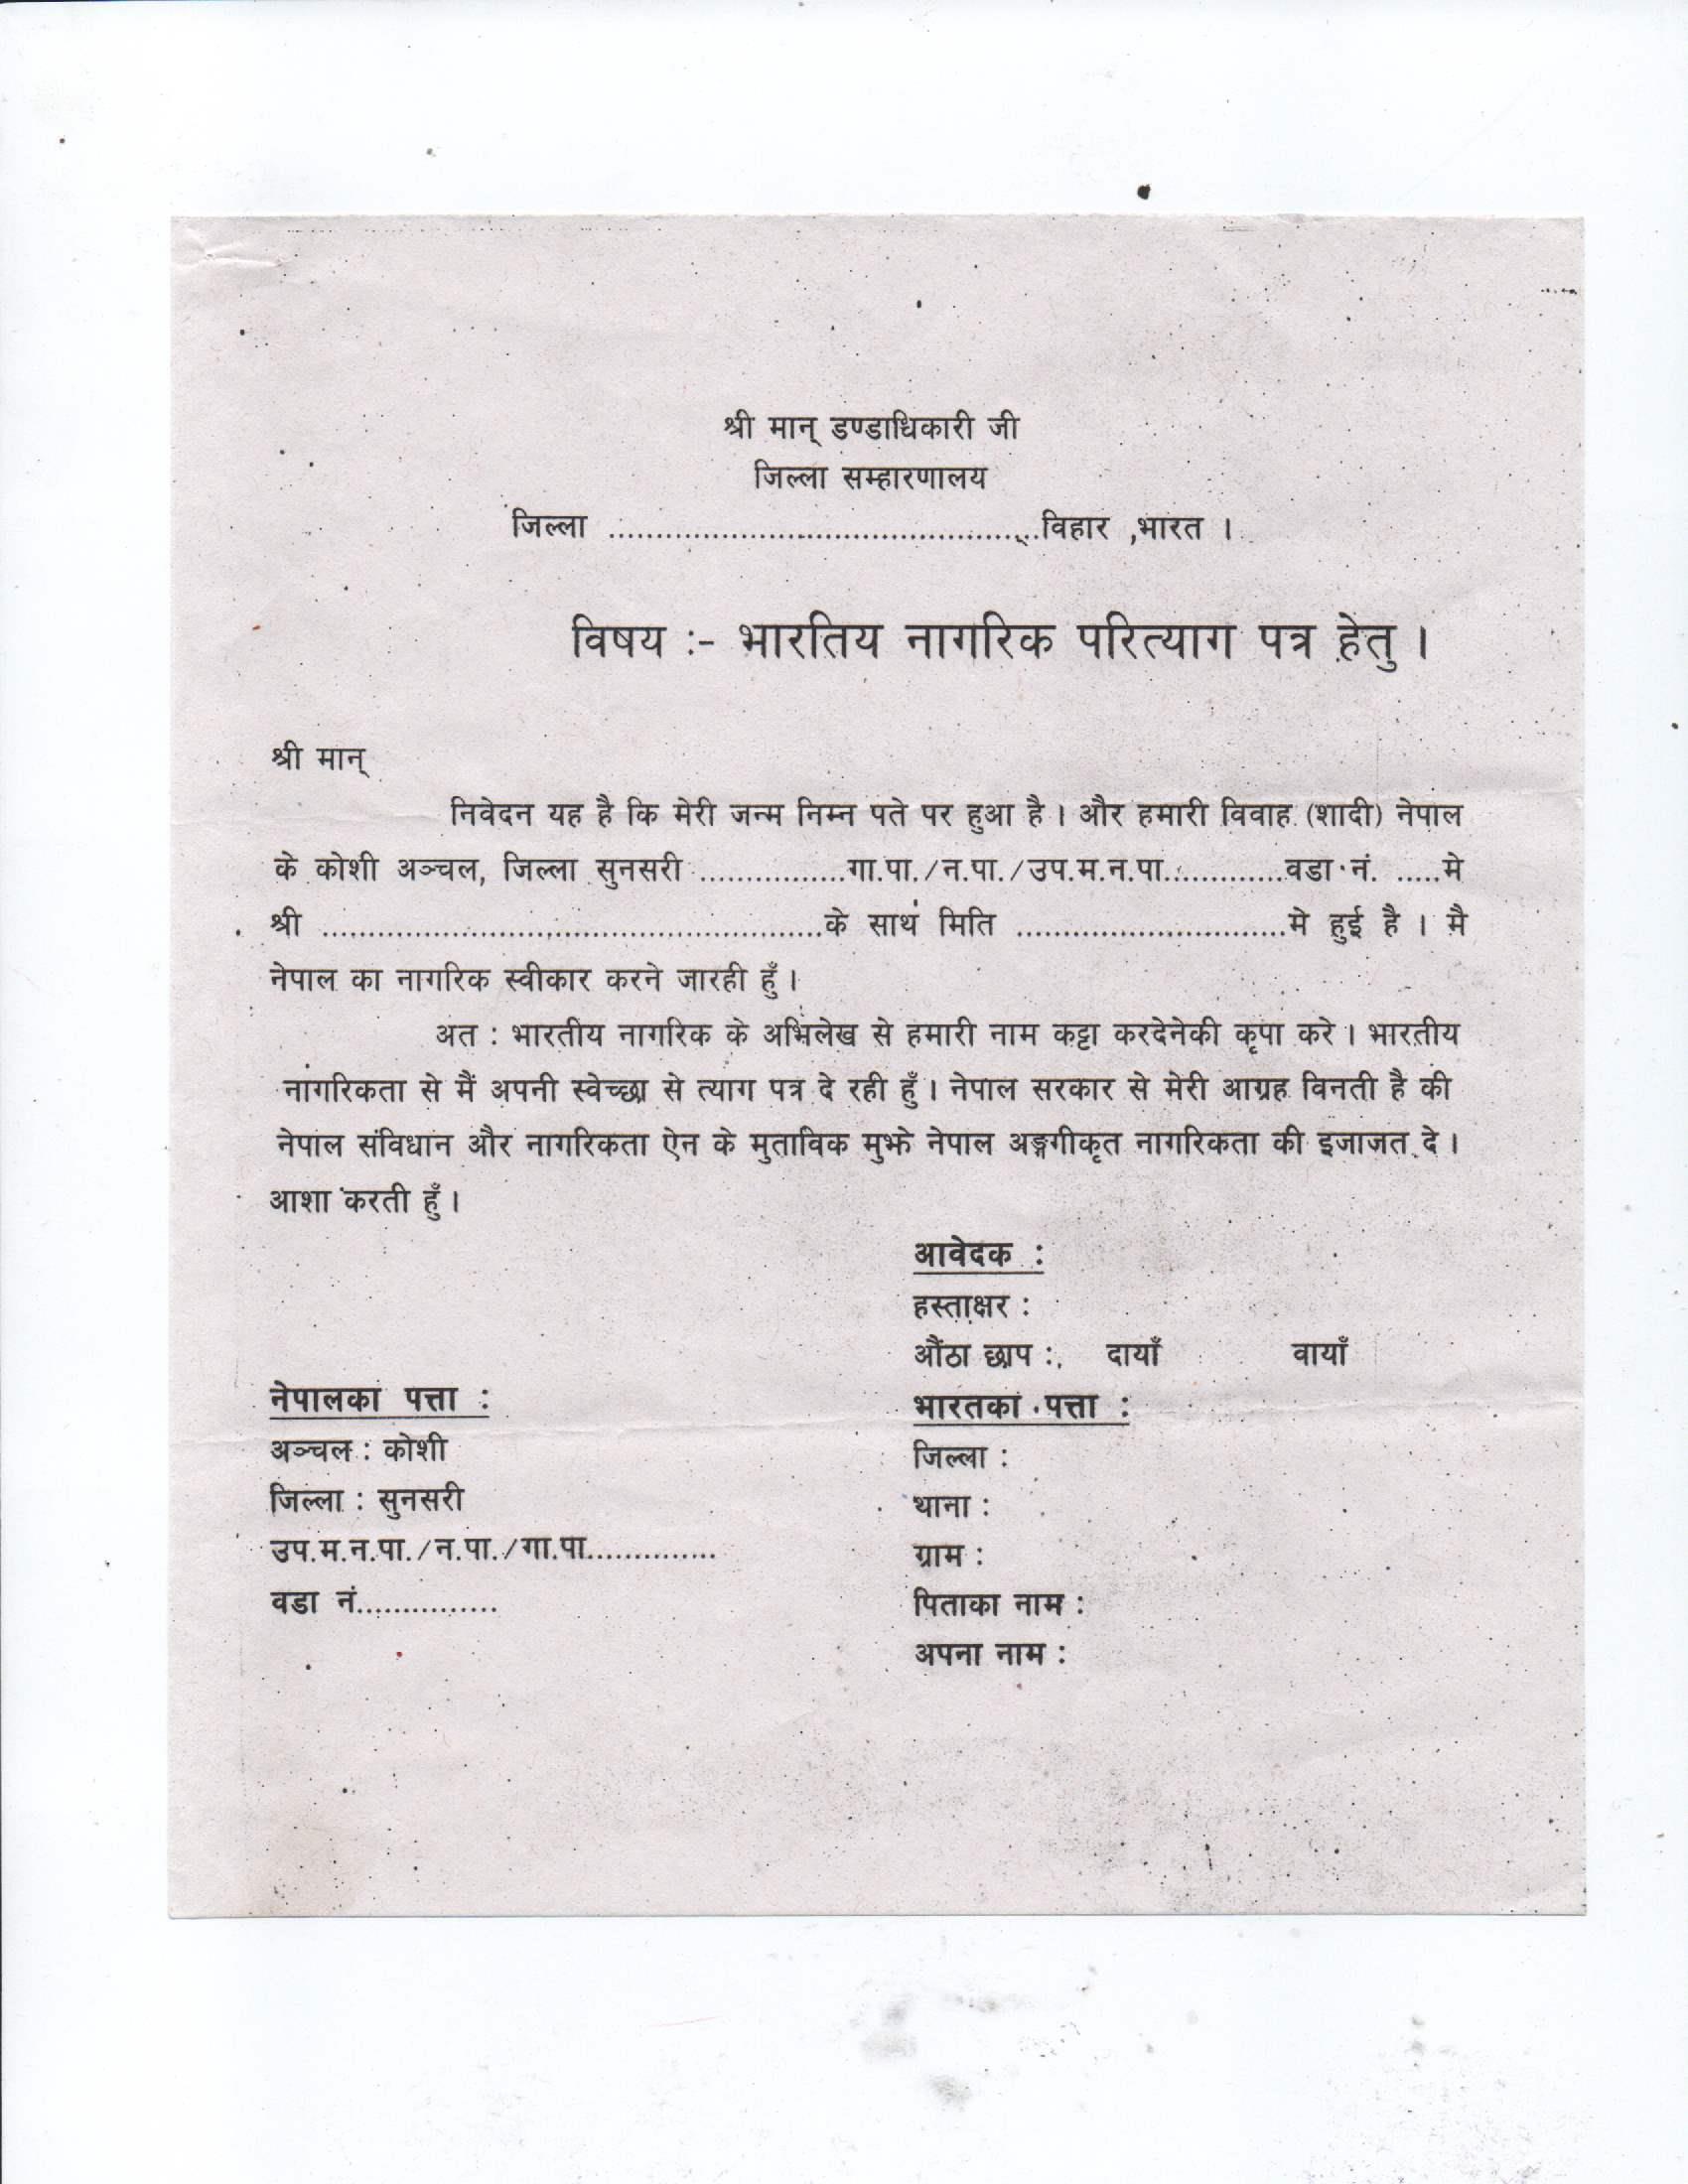 श्री मान् डण्डाधिकारी जी
जिल्ला सम्हारणालय
जिल्ला ..............................................विहार ,भारत ।
विषय :- भारतिय नागरिक परित्याग पत्र हेतु ।
श्री मान्
निवेदन यह है कि मेरी जन्म निम्न पते पर हुआ है । और हमारी विवाह (शादी) नेपाल
के कोशी अञ्चल, जिल्ला सुनसरी ................गा.पा./न.पा./उप.म.न.पा.............वडा नं. .....मे
श्री ......................................................के साथ मिति .............................मे हुई है । मै
नेपाल का नागरिक स्वीकार करने जारही हुँ ।
अत : भारतीय नागरिक के अभिलेख से हमारी नाम कट्टा करदेनेकी कृपा करे । भारतीय
नागरिकता से मैं अपनी स्वेच्छा से त्याग पत्र दे रही हुँ । नेपाल सरकार से मेरी आग्रह विनती है की
नेपाल संविधान और नागरिकता ऐन के मुताविक मुझे नेपाल अङ्गगीकृत नागरिकता की इजाजत दे ।
आशा करती हुँ ।
आवेदक :
हस्ताक्षर :
औंठा छाप : दायाँ वायाँ
नेपालका पत्ता :
अञ्चल : कोशी
जिल्ला : सुनसरी
उप.म.न.पा./न.पा./गा.पा..............
वडा नं...............
भारतका पत्ता :
जिल्ला :
थाना :
ग्राम :
पिताका नाम :
अपना नाम :